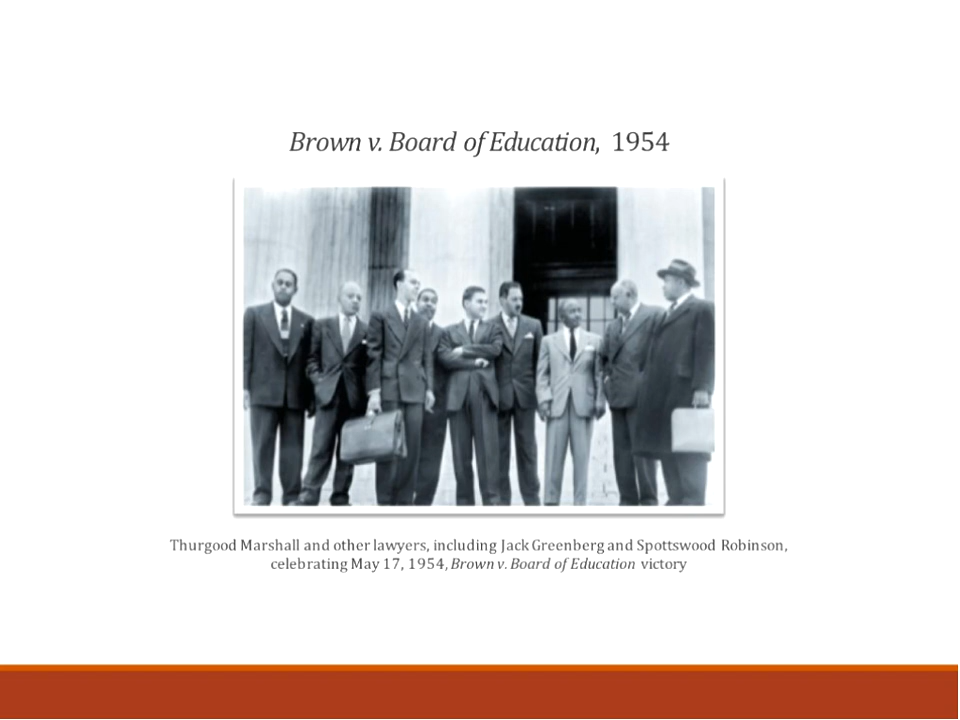 Brown v. Board of Education, 1954
Thurgood Marshall and other lawyers, including Jack Greenberg and Spottswood Robinson,
celebrating May 17, 1954, Brown v. Board of Education victory